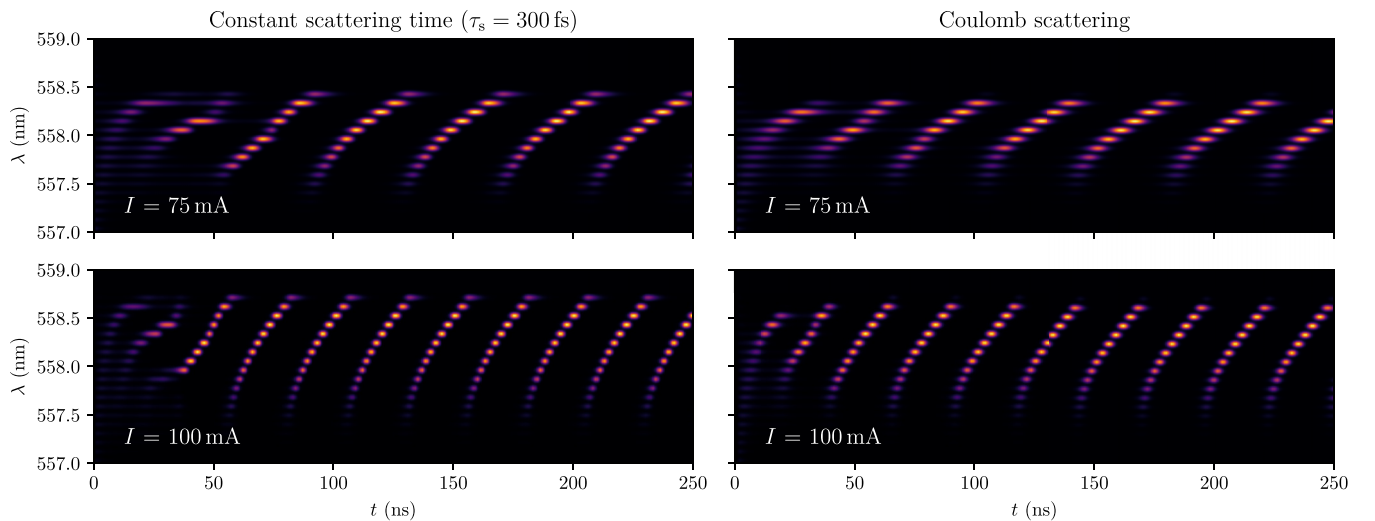 Constant scattering time (τs = 300 fs)
Coulomb scattering
559.0
558.5
558.0
557.5
557.0
λ (nm)
I = 75 mA
I = 75 mA
559.0
558.5
558.0
557.5
557.0
λ (nm)
I = 100 mA
I = 100 mA
0 50 100 150 200 250
0 50 100 150 200 250
t (ns)
t (ns)